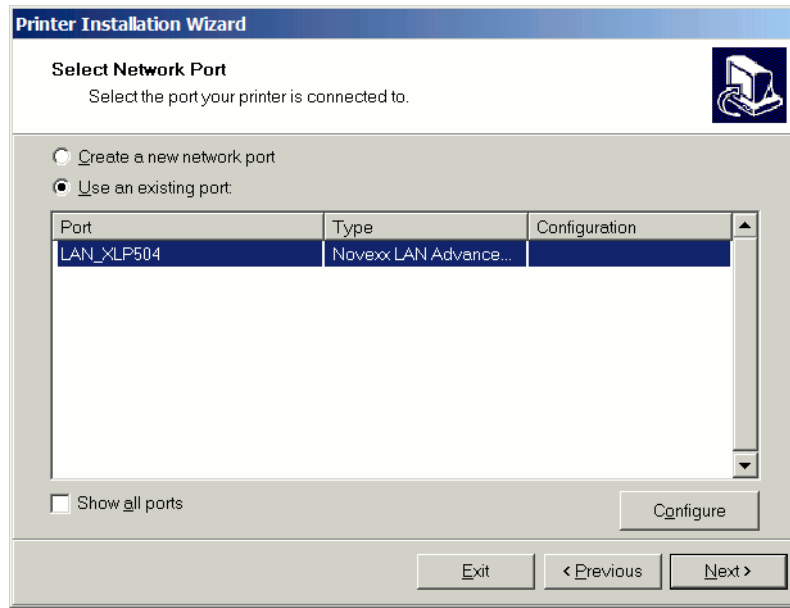 Printer Installation Wizard
Select Network Port
Select the port your printer is connected to.
Create a new network port
Use an existing port:
Port Type Configuration
LAN_XLP504 Novexx LAN Advance...
Show all ports
Configure
Exit < Previous Next >